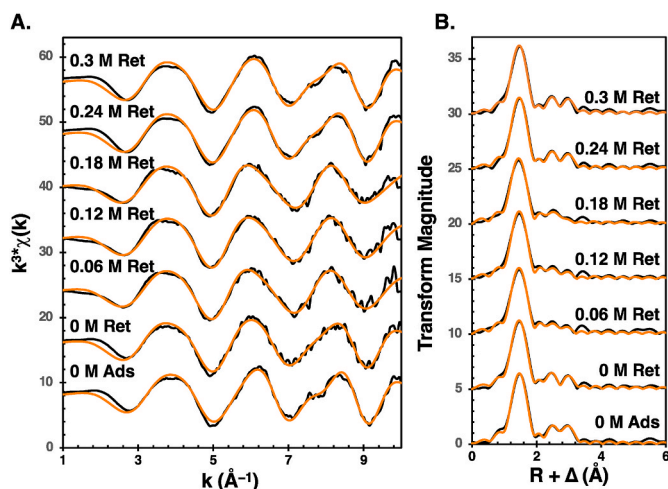 A.
60
50
40
30
20
10
0
k³*χ(k)
0.3 M Ret
0.24 M Ret
0.18 M Ret
0.12 M Ret
0.06 M Ret
0 M Ret
0 M Ads
1
3
5
7
9
k (Å⁻¹)
B.
35
30
25
20
15
10
5
0
Transform Magnitude
0.3 M Ret
0.24 M Ret
0.18 M Ret
0.12 M Ret
0.06 M Ret
0 M Ret
0 M Ads
0
2
4
6
R + Δ (Å)